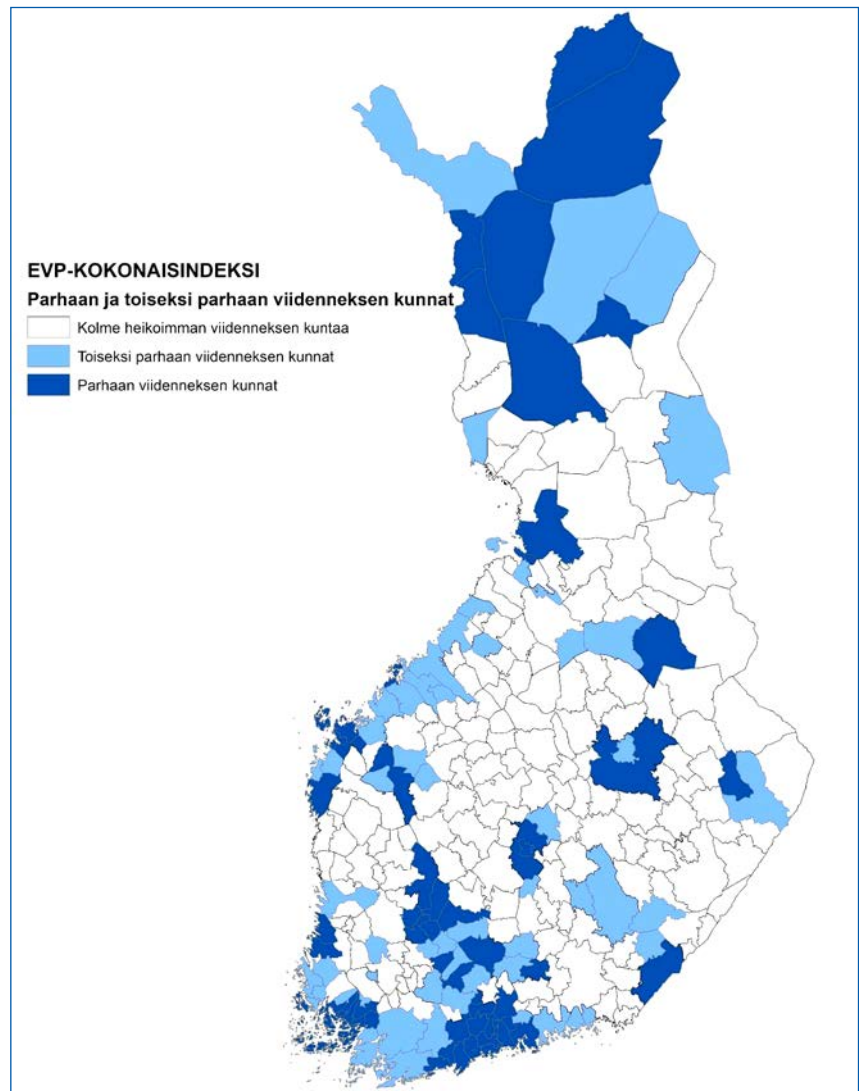 EVP-KOKONAISINDEKSI
Parhaan ja toiseksi parhaan viidenneksen kunnat
Kolme heikoimman viidenneksen kuntaa
Toiseksi parhaan viidenneksen kunnat
Parhaan viidenneksen kunnat